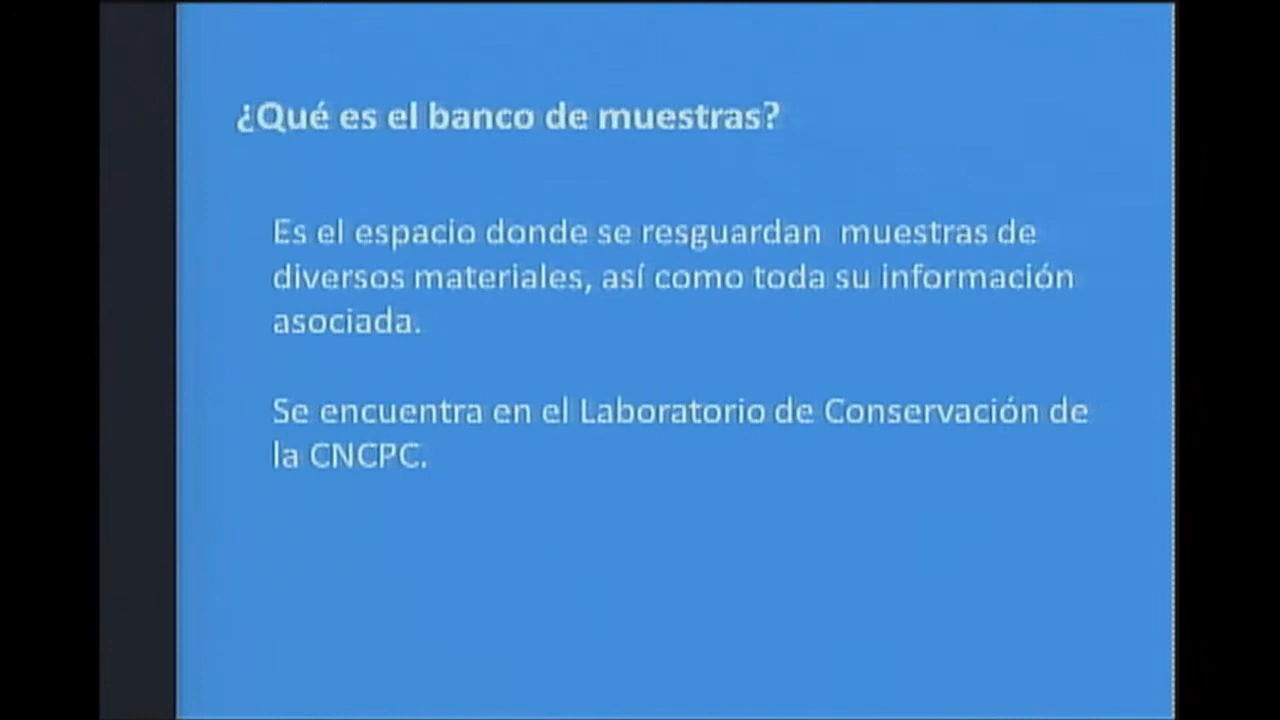 ¿Qué es el banco de muestras?
Es el espacio donde se resguardan muestras de
diversos materiales, así como toda su información
asociada.
Se encuentra en el Laboratorio de Conservación de
la CNCPC.